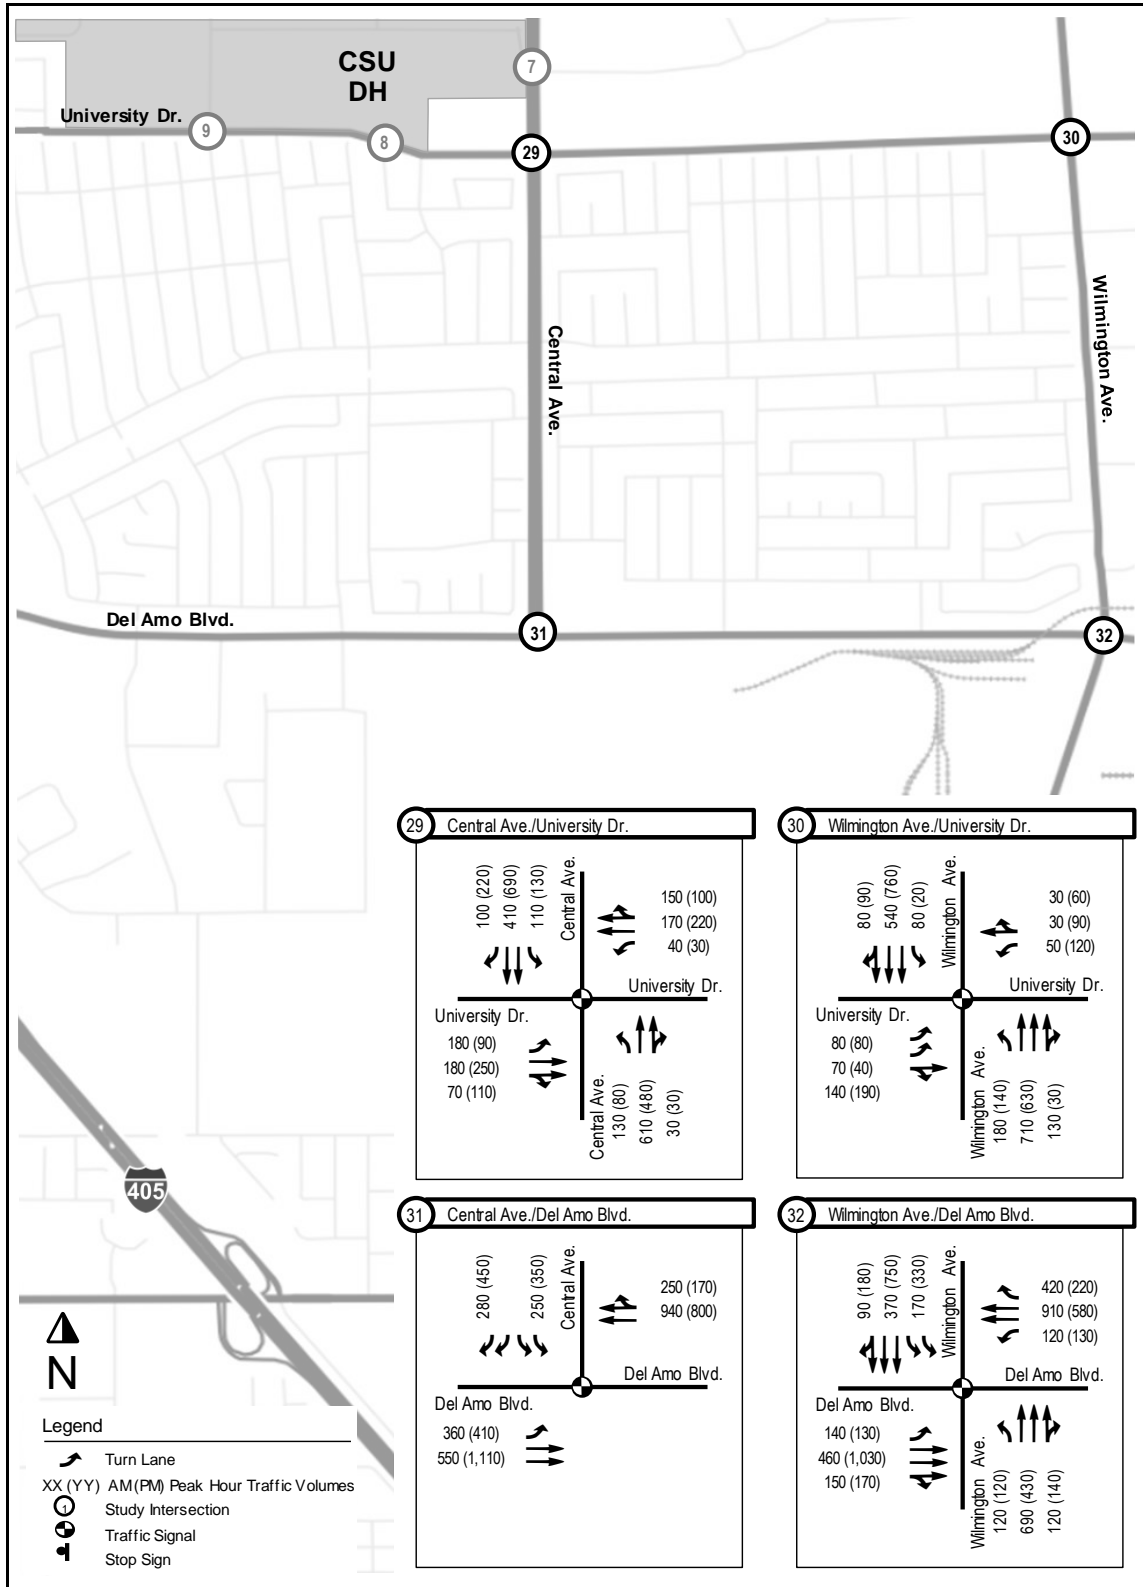 CSU
DH
7
University Dr.
9
8
29
30
Central Ave.
Wilmington Ave.
Del Amo Blvd.
31
32
405
N
Legend
Turn Lane
XX (YY) AM(PM) Peak Hour Traffic Volumes
1
Study Intersection
Traffic Signal
Stop Sign
29 Central Ave./University Dr.
100 (220)
410 (690)
110 (130)
Central Ave.
150 (100)
170 (220)
40 (30)
University Dr.
University Dr.
180 (90)
180 (250)
70 (110)
Central Ave.
130 (80)
610 (480)
30 (30)
30 Wilmington Ave./University Dr.
80 (90)
540 (760)
80 (20)
Wilmington Ave.
30 (60)
30 (90)
50 (120)
University Dr.
University Dr.
80 (80)
70 (40)
140 (190)
Wilmington Ave.
180 (140)
710 (630)
130 (30)
31 Central Ave./Del Amo Blvd.
280 (450)
250 (350)
Central Ave.
250 (170)
940 (800)
Del Amo Blvd.
Del Amo Blvd.
360 (410)
550 (1,110)
32 Wilmington Ave./Del Amo Blvd.
90 (180)
370 (750)
170 (330)
Wilmington Ave.
420 (220)
910 (580)
120 (130)
Del Amo Blvd.
Del Amo Blvd.
140 (130)
460 (1,030)
150 (170)
Wilmington Ave.
120 (120)
690 (430)
120 (140)